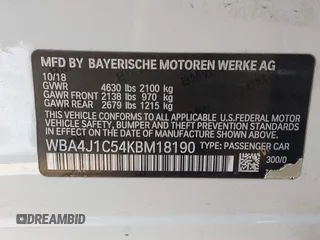 MFD BY BAYERISCHE MOTOREN WERKE AG
10/18
GVWR 4630 lbs 2100 kg
GAWR FRONT 2138 lbs 970 kg
GAWR REAR 2679 lbs 1215 kg
THIS VEHICLE CONFORMS TO ALL APPLICABLE U.S.FEDERAL MOTOR
VEHICLE SAFETY, BUMPER, AND THEFT PREVENTION STANDARDS IN
EFFECT ON THE DATE OF MANUFACTURE SHOWN ABOVE.
WBA4J1C54KBM18190 TYPE: PASSENGER CAR
300/0
DREAMBID